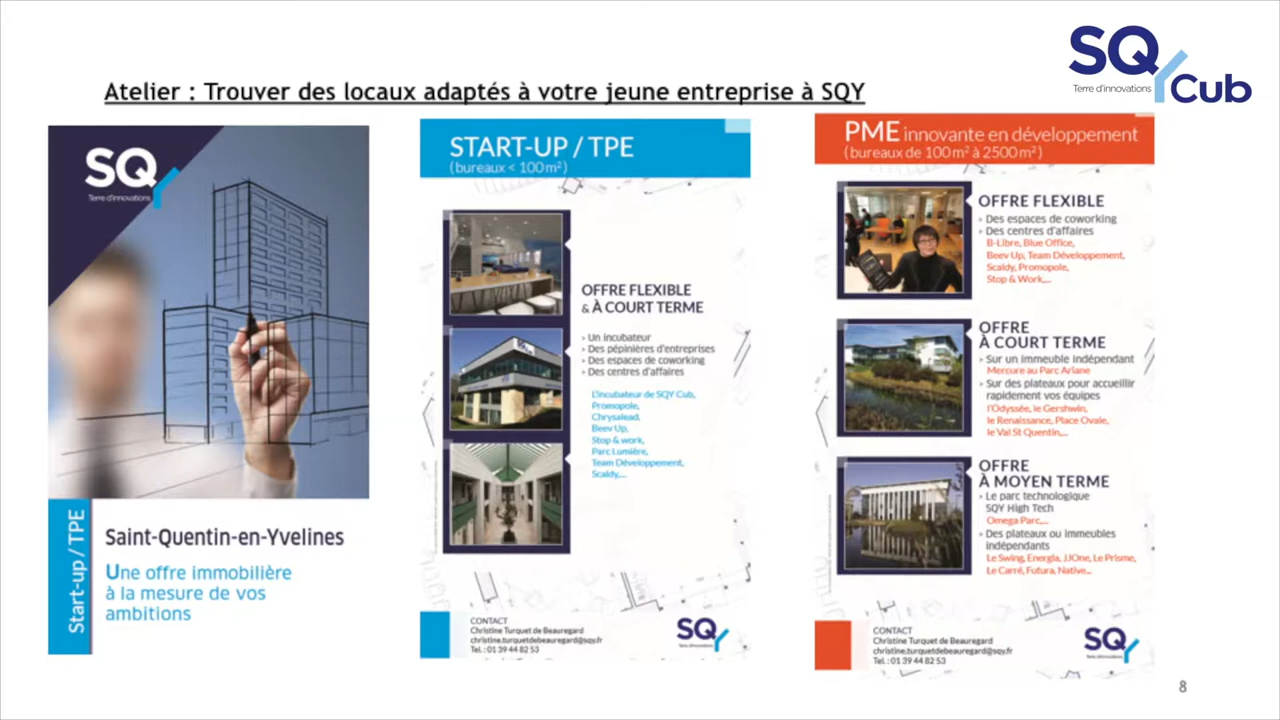 SQY Cub
Terre d'innovations
Atelier : Trouver des locaux adaptés à votre jeune entreprise à SQY
SQY
Terre d'innovations
Start-up / TPE
Saint-Quentin-en-Yvelines
Une offre immobilière
à la mesure de vos
ambitions
START-UP / TPE
(bureaux < 100 m²)
OFFRE FLEXIBLE
& À COURT TERME
› Un incubateur
› Des pépinières d'entreprises
› Des espaces de coworking
› Des centres d'affaires
L'incubateur de SQY Cub,
Promopole,
Chrysalead,
Beev Up,
Stop & work,
Parc Lumière,
Team Développement,
Scaldy,...
CONTACT
Christine Turquet de Beauregard
christine.turquetdebeauregard@sqy.fr
Tel. : 01 39 44 82 53
SQY
Terre d'innovations
PME innovante en développement
(bureaux de 100 m² à 2500 m²)
OFFRE FLEXIBLE
› Des espaces de coworking
› Des centres d'affaires
B-Libre, Blue Office,
Beev Up, Team Développement,
Scaldy, Promopole,
Stop & Work,...
OFFRE
À COURT TERME
› Sur un immeuble indépendant
Mercure au Parc Ariane
› Sur des plateaux pour accueillir
rapidement vos équipes
l'Odyssée, le Gershwin,
le Renaissance, Place Ovale,
le Val St Quentin,...
OFFRE
À MOYEN TERME
› Le parc technologique
SQY High Tech
Omega Parc,...
› Des plateaux ou immeubles
indépendants
Le Swing, Energia, JJOne, Le Prisme,
Le Carré, Futura, Native...
CONTACT
Christine Turquet de Beauregard
christine.turquetdebeauregard@sqy.fr
Tel. : 01 39 44 82 53
SQY
Terre d'innovations
8